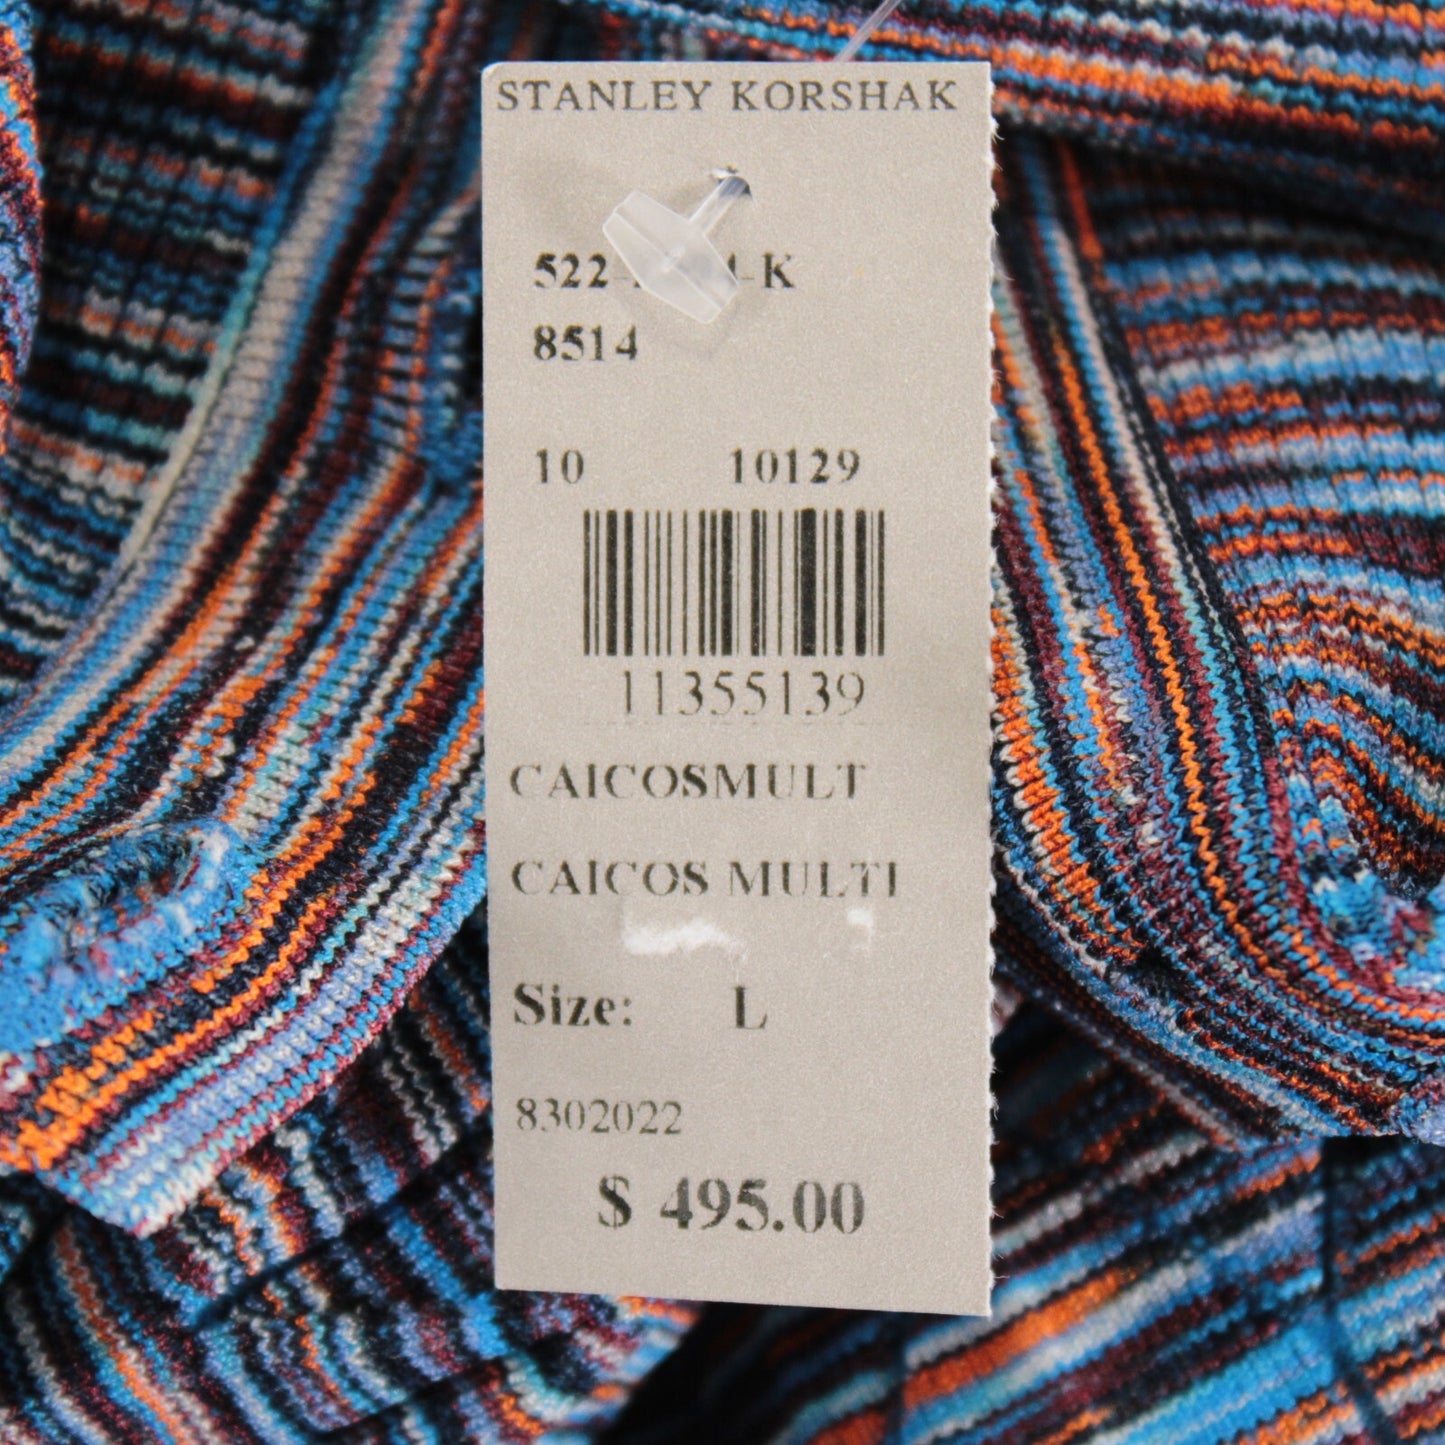 STANLEY KORSHAK
8514
10 10129
11355139
CAICOSMULT
CAICOS MULTI
Size: L
8302022
$ 495.00